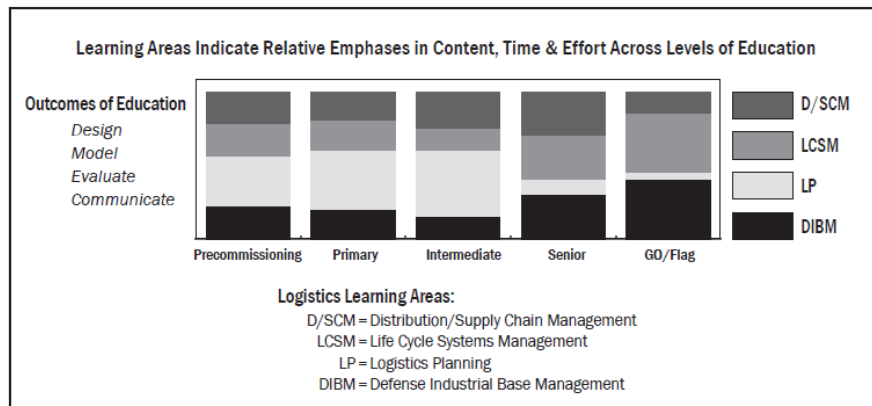 Learning Areas Indicate Relative Emphases in Content, Time & Effort Across Levels of Education
Outcomes of Education
Design
Model
Evaluate
Communicate
D/SCM
LCSM
LP
DIBM
Precommissioning Primary Intermediate Senior GO/Flag
Logistics Learning Areas:
D/SCM = Distribution/Supply Chain Management
LCSM = Life Cycle Systems Management
LP = Logistics Planning
DIBM = Defense Industrial Base Management